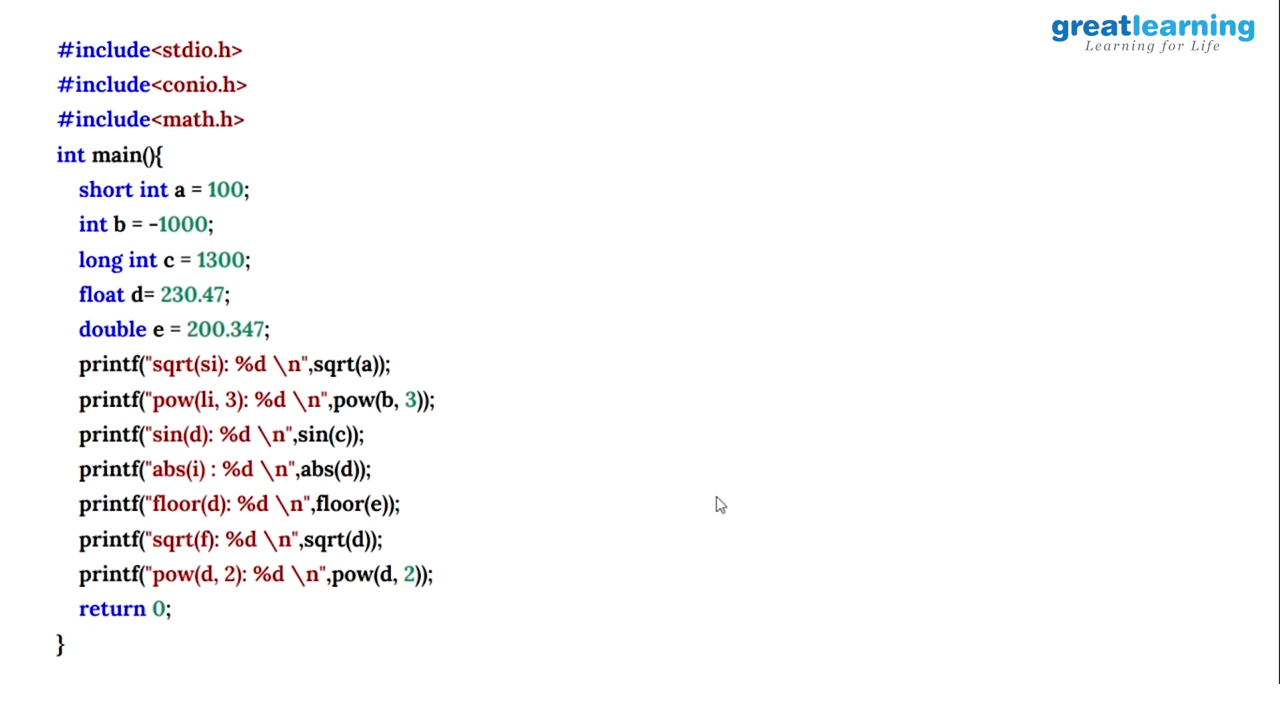 greatlearning
Learning for Life
#include<stdio.h>
#include<conio.h>
#include<math.h>
int main(){
short int a = 100;
int b = -1000;
long int c = 1300;
float d= 230.47;
double e = 200.347;
printf("sqrt(si): %d \n",sqrt(a));
printf("pow(li, 3): %d \n",pow(b, 3));
printf("sin(d): %d \n",sin(c));
printf("abs(i) : %d \n",abs(d));
printf("floor(d): %d \n",floor(e));
printf("sqrt(f): %d \n",sqrt(d));
printf("pow(d, 2): %d \n",pow(d, 2));
return 0;
}